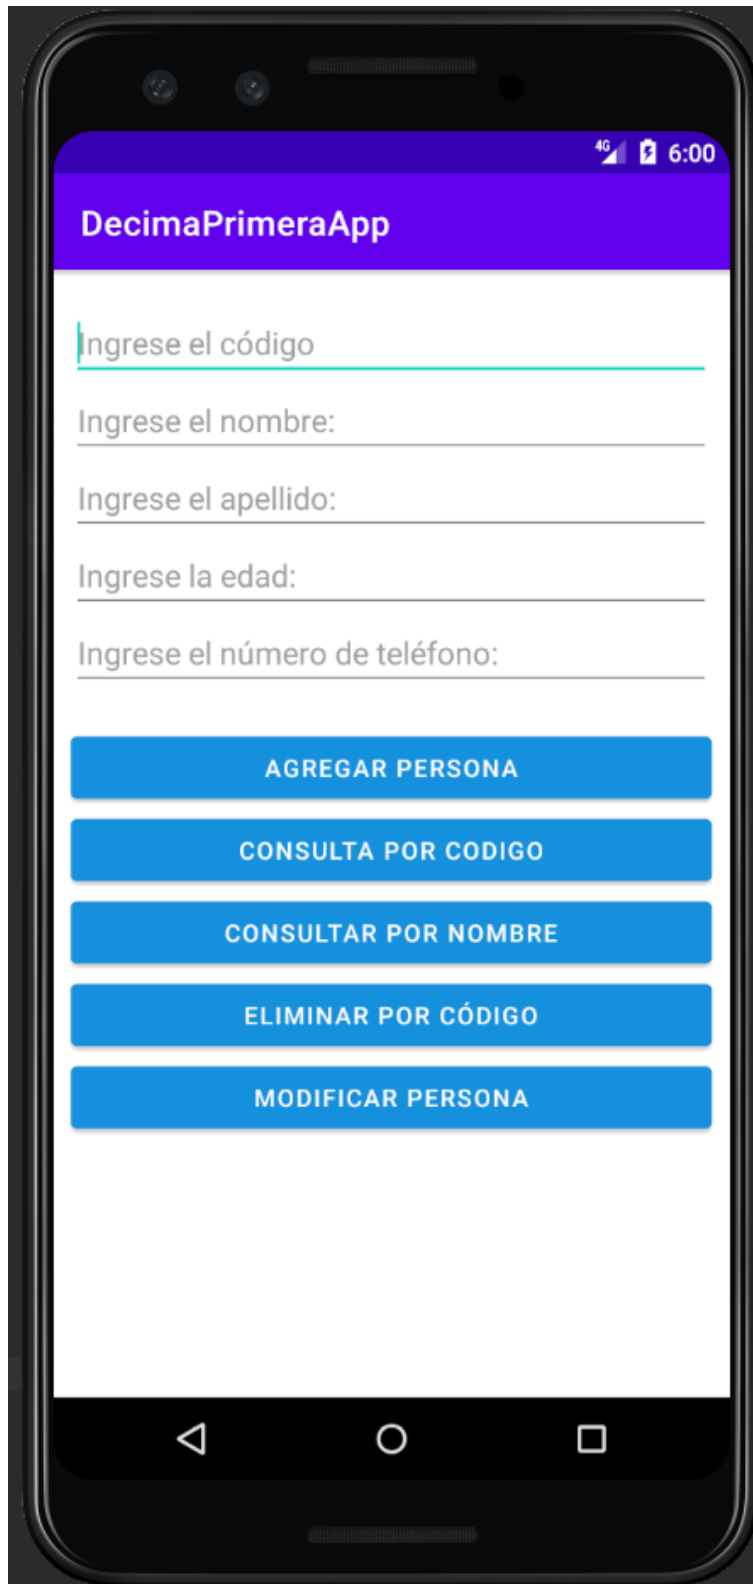 4G 6:00
DecimaPrimeraApp
Ingrese el código
Ingrese el nombre:
Ingrese el apellido:
Ingrese la edad:
Ingrese el número de teléfono:
AGREGAR PERSONA
CONSULTA POR CODIGO
CONSULTAR POR NOMBRE
ELIMINAR POR CÓDIGO
MODIFICAR PERSONA